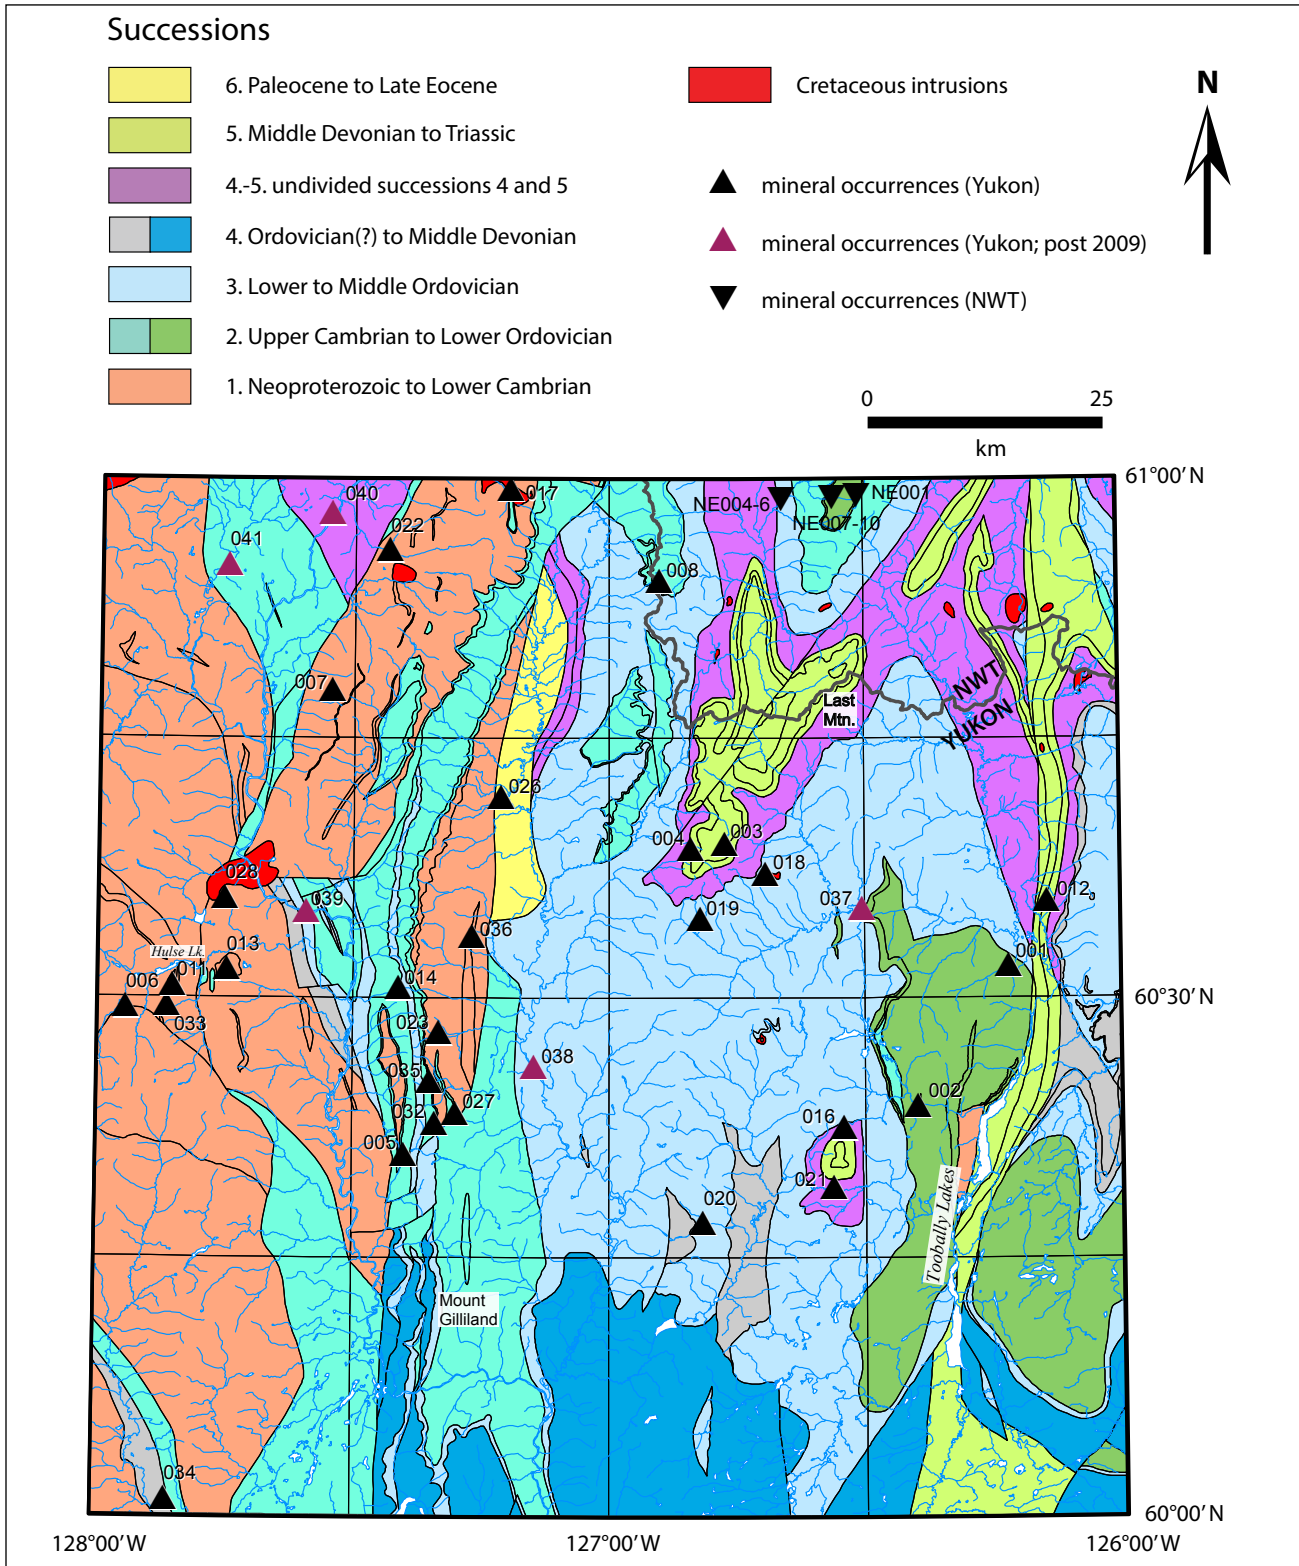 Successions
6. Paleocene to Late Eocene
5. Middle Devonian to Triassic
4.-5. undivided successions 4 and 5
4. Ordovician(?) to Middle Devonian
3. Lower to Middle Ordovician
2. Upper Cambrian to Lower Ordovician
1. Neoproterozoic to Lower Cambrian
Cretaceous intrusions
mineral occurrences (Yukon)
mineral occurrences (Yukon; post 2009)
mineral occurrences (NWT)
N
0 25
km
61°00′ N
040
017
NE004-6
NE001
NE007-10
022
041
008
007
NWT
YUKON
Last
Mtn.
026
004
003
018
028
039
019
037
012
036
Hulse Lk.
013
011
006
001
014
60°30′ N
033
023
038
035
002
032
027
016
005
021
020
Toobally Lakes
Mount
Gilliland
034
60°00′ N
128°00′W
127°00′W
126°00′W